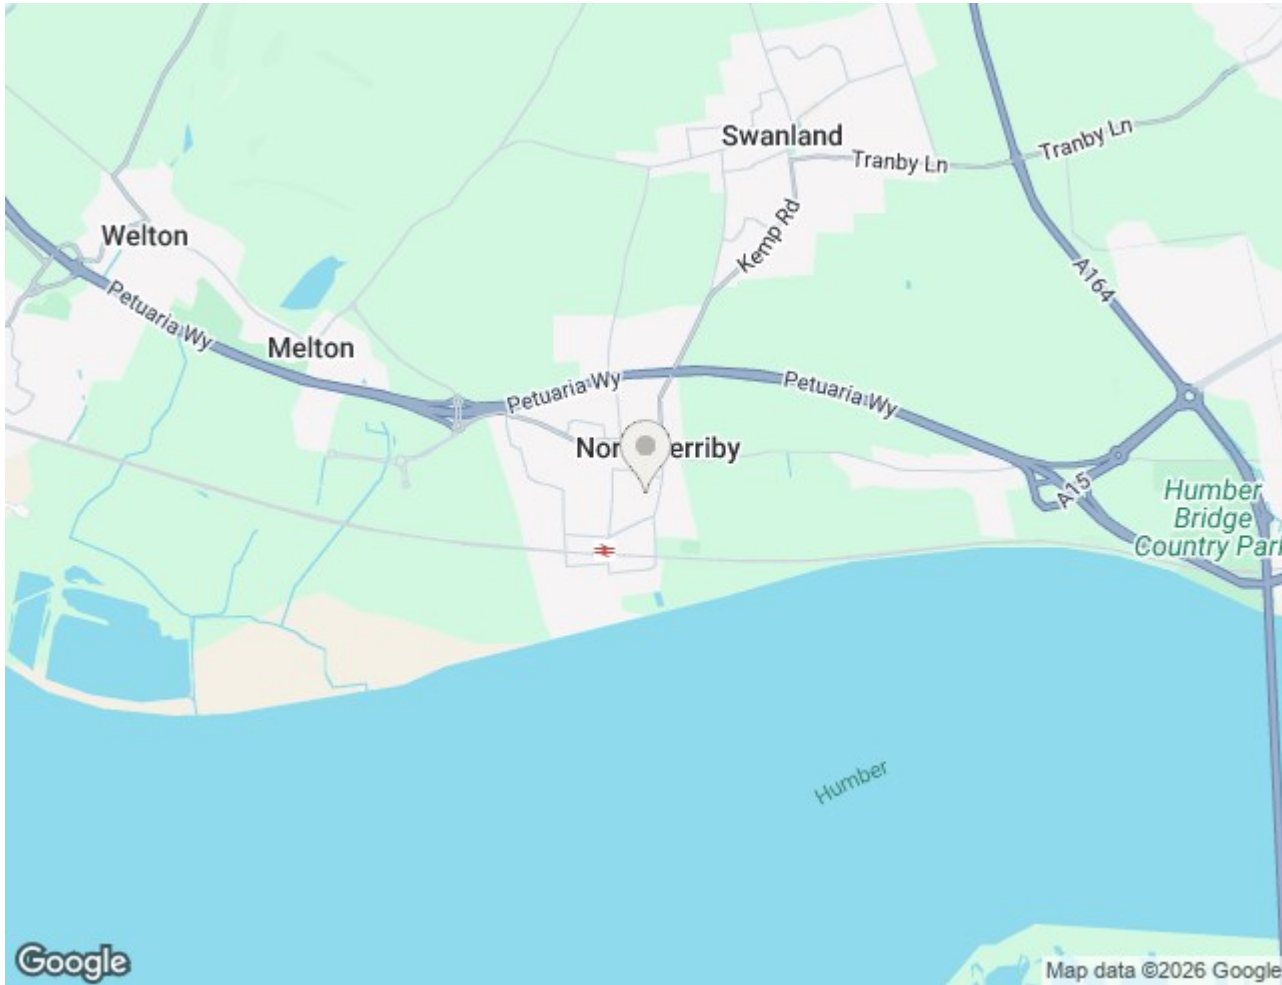 Swanland
Tranby Ln
Tranby Ln
Kemp Rd
Welton
A164
Petuaria Wy
Melton
Petuaria Wy
Petuaria Wy
Nor erriby
A15
Humber
Bridge
Country Park
Humber
Google
Map data ©2026 Google